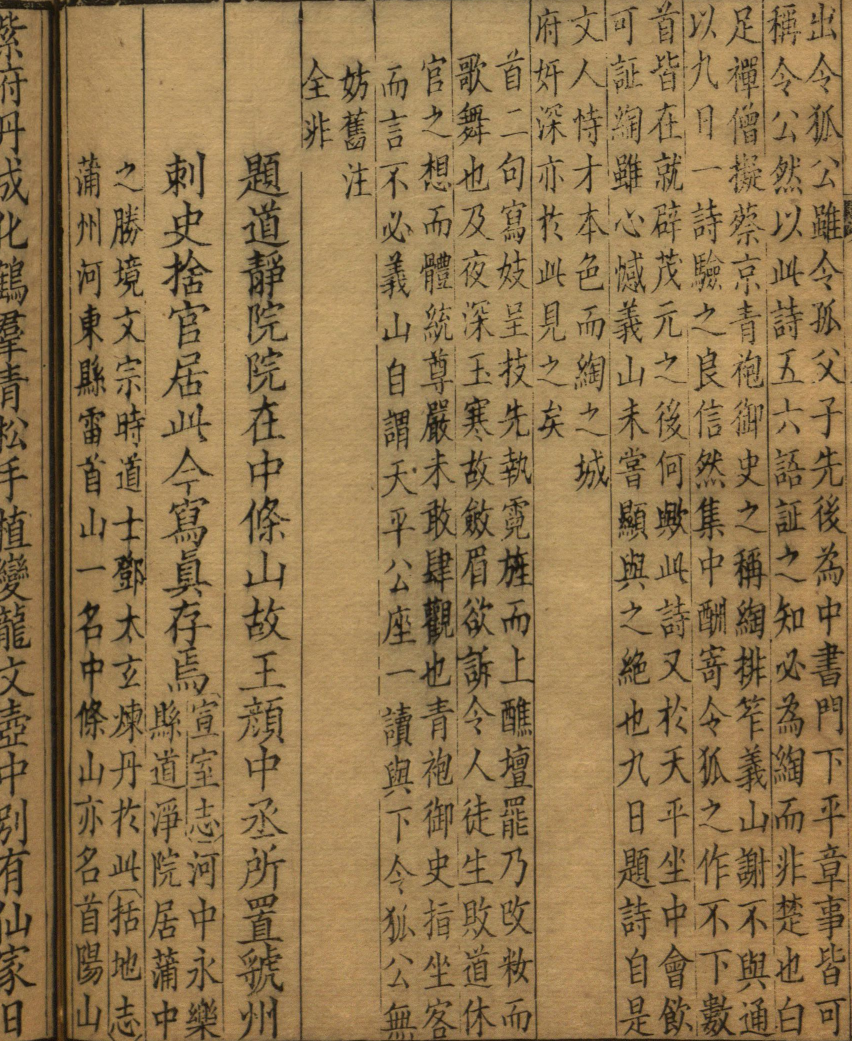 出令狐公雖令孤父子先後為中書門下平章事皆可
稱令公然以此詩五六語証之知必為綯而非楚也白
足禪僧擬蔡京青袍御史之稱綯排笮義山謝不與通
以九日一詩驗之良信然集中酬寄令狐之作不下數
首皆在就辟茂元之後何歟此詩又於天平坐中會飲
可証綯雖心憾義山未嘗顯與之絶也九日題詩自是
文人恃才本色而綯之城
府奸深亦於此見之矣
首二句寫妓呈技先執霓旌而上醮壇罷乃改妝而
歌舞也及夜深玉寒故斂眉欲訴令人徒生敗道休
官之想而體統尊嚴未敢肆觀也青袍御史指坐客
而言不必義山自謂天平公座一讀與下令狐公無
妨舊注
全非
題道靜院院在中條山故王顔中丞所置虢州
刺史捨官居此今寫眞存焉宣室志河中永樂
縣道淨院居蒲中
之勝境文宗時道士鄧太玄煉丹於此括地志
蒲州河東縣雷首山一名中條山亦名首陽山
紫府丹成化鶴羣青松手植變龍文壺中别有仙家日